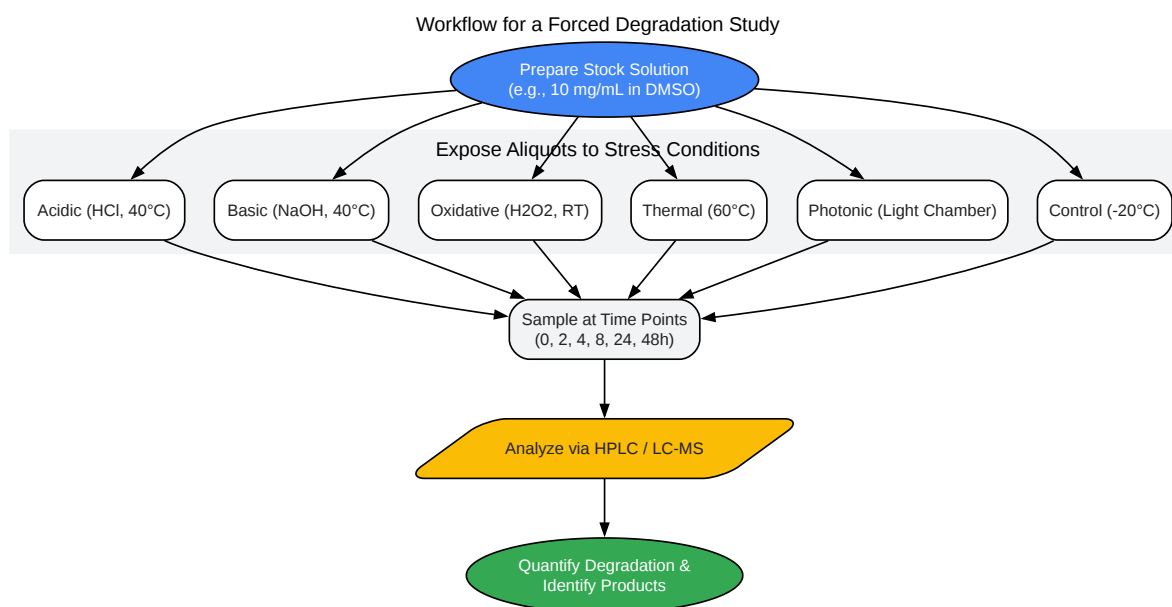 Workflow for a Forced Degradation Study
Prepare Stock Solution
(e.g., 10 mg/mL in DMSO)
Expose Aliquots to Stress Conditions
Acidic (HCl, 40°C)
Basic (NaOH, 40°C)
Oxidative (H2O2, RT)
Thermal (60°C)
Photonic (Light Chamber)
Control (-20°C)
Sample at Time Points
(0, 2, 4, 8, 24, 48h)
Analyze via HPLC / LC-MS
Quantify Degradation &
Identify Products